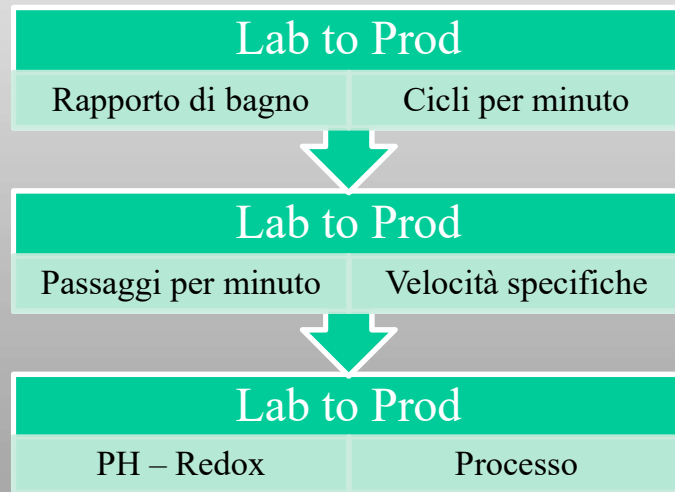 Lab to Prod
Rapporto di bagno Cicli per minuto
Lab to Prod
Passaggi per minuto Velocità specifiche
Lab to Prod
PH – Redox Processo